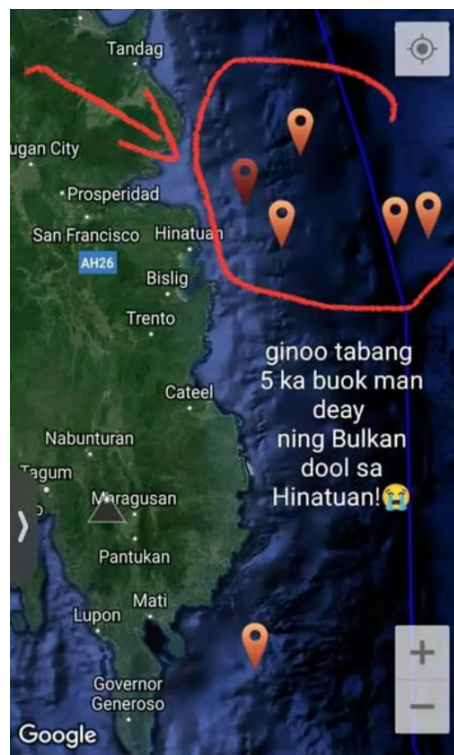 Tandag
ugan City
Prosperidad
San Francisco
Hinatuan
AH26
Bislig
Trento
ginoo tabang
5 ka buok man
deay
ning Bulkan
dool sa
Hinatuan!😭
Cateel
Nabunturan
Tagum
o
Maragusan
Pantukan
Mati
Lupon
Governor
Generoso
Google